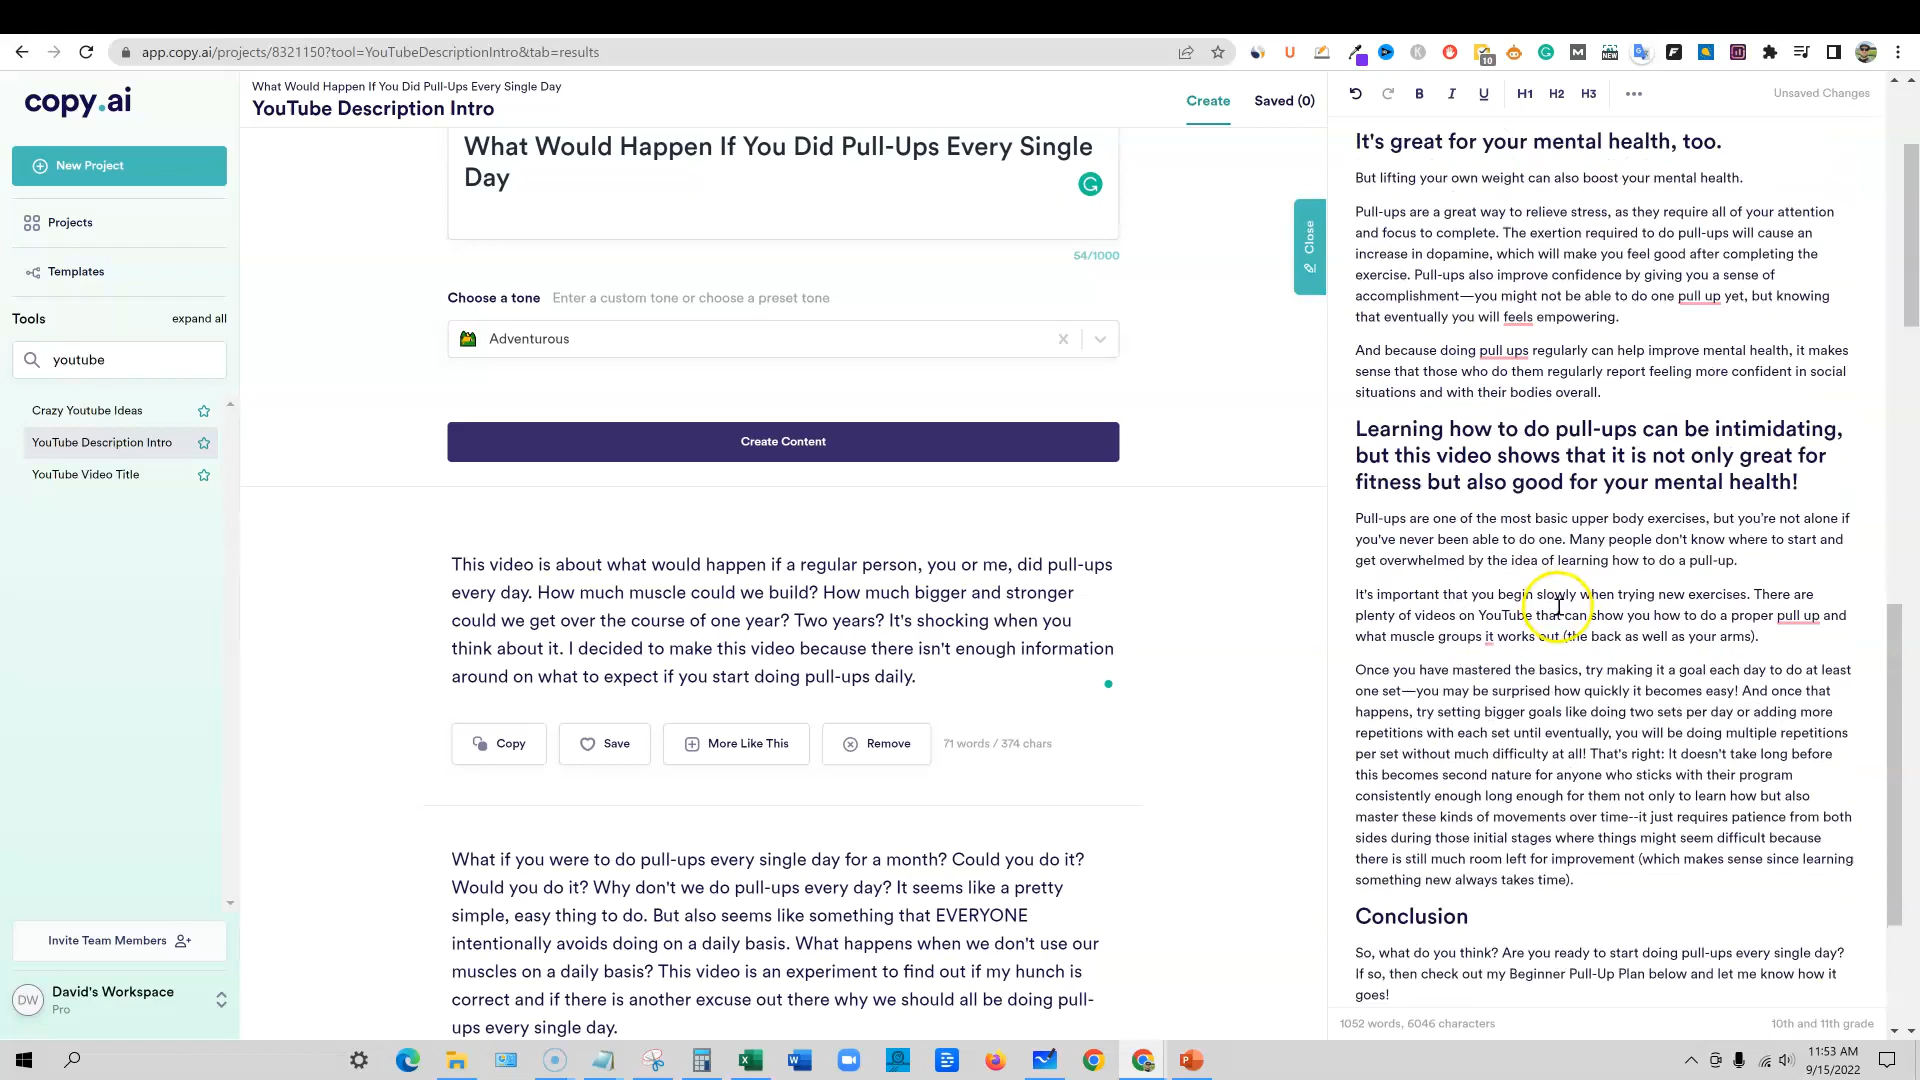 app.copy.ai/projects/8321150?tool=YouTubeDescriptionIntro&tab=results
10
NEW
copy.ai
New Project
Projects
Templates
Tools
expand all
youtube
Crazy Youtube Ideas
YouTube Description Intro
YouTube Video Title
Invite Team Members
DW
David's Workspace
Pro
What Would Happen If You Did Pull-Ups Every Single Day
YouTube Description Intro
Create
Saved (0)
What Would Happen If You Did Pull-Ups Every Single
Day
54/1000
Choose a tone
Enter a custom tone or choose a preset tone
Adventurous
Create Content
This video is about what would happen if a regular person, you or me, did pull-ups
every day. How much muscle could we build? How much bigger and stronger
could we get over the course of one year? Two years? It's shocking when you
think about it. I decided to make this video because there isn't enough information
around on what to expect if you start doing pull-ups daily.
Copy
Save
More Like This
Remove
71 words / 374 chars
What if you were to do pull-ups every single day for a month? Could you do it?
Would you do it? Why don't we do pull-ups every day? It seems like a pretty
simple, easy thing to do. But also seems like something that EVERYONE
intentionally avoids doing on a daily basis. What happens when we don't use our
muscles on a daily basis? This video is an experiment to find out if my hunch is
correct and if there is another excuse out there why we should all be doing pull-
ups every single day.
Close
B
I
U
H1
H2
H3
Unsaved Changes
It's great for your mental health, too.
But lifting your own weight can also boost your mental health.
Pull-ups are a great way to relieve stress, as they require all of your attention
and focus to complete. The exertion required to do pull-ups will cause an
increase in dopamine, which will make you feel good after completing the
exercise. Pull-ups also improve confidence by giving you a sense of
accomplishment—you might not be able to do one pull up yet, but knowing
that eventually you will feels empowering.
And because doing pull ups regularly can help improve mental health, it makes
sense that those who do them regularly report feeling more confident in social
situations and with their bodies overall.
Learning how to do pull-ups can be intimidating,
but this video shows that it is not only great for
fitness but also good for your mental health!
Pull-ups are one of the most basic upper body exercises, but you're not alone if
you've never been able to do one. Many people don't know where to start and
get overwhelmed by the idea of learning how to do a pull-up.
It's important that you begin slowly when trying new exercises. There are
plenty of videos on YouTube that can show you how to do a proper pull up and
what muscle groups it works out (the back as well as your arms).
Once you have mastered the basics, try making it a goal each day to do at least
one set—you may be surprised how quickly it becomes easy! And once that
happens, try setting bigger goals like doing two sets per day or adding more
repetitions with each set until eventually, you will be doing multiple repetitions
per set without much difficulty at all! That's right: It doesn't take long before
this becomes second nature for anyone who sticks with their program
consistently enough long enough for them not only to learn how but also
master these kinds of movements over time--it just requires patience from both
sides during those initial stages where things might seem difficult because
there is still much room left for improvement (which makes sense since learning
something new always takes time).
Conclusion
So, what do you think? Are you ready to start doing pull-ups every single day?
If so, then check out my Beginner Pull-Up Plan below and let me know how it
goes!
1052 words, 6046 characters
10th and 11th grade
11:53 AM
9/15/2022